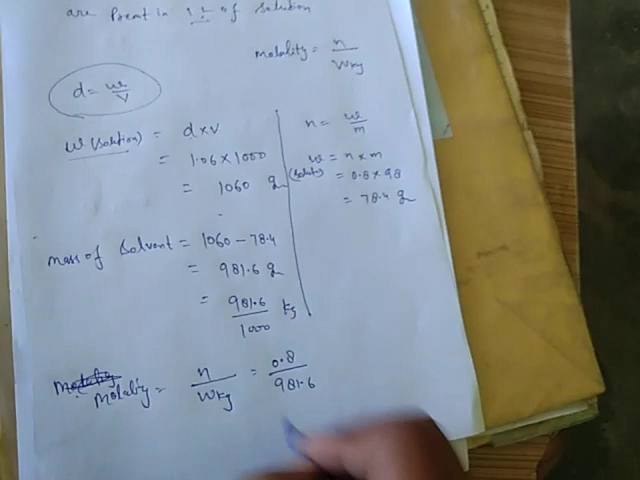 are Present in 1 L of solution
molality = n / Wkg
d = w/V
w (solution) = d×V
= 1.06 × 1000
= 1060 g
n = w/m
w = n × m
(solute) = 0.8 × 98
= 78.4 g
mass of solvent = 1060 - 78.4
= 981.6 g
= 981.6 / 1000 kg
molality = n / Wkg = 0.8 / 981.6